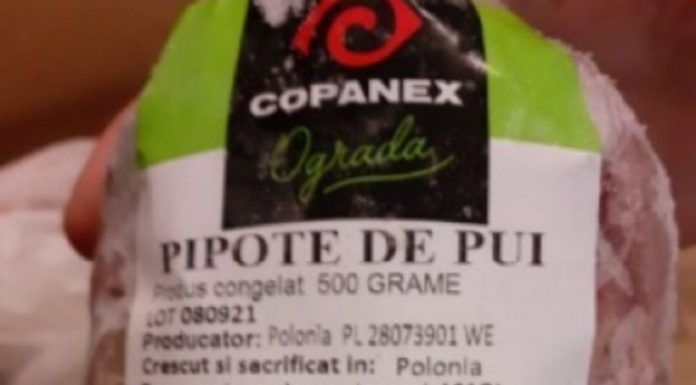 COPANEX
Ograda
PIPOTE DE PUI
Produs congelat 500 GRAME
LOT 080921
Producator: Polonia PL 28073901 WE
Crescut si sacrificat in: Polonia